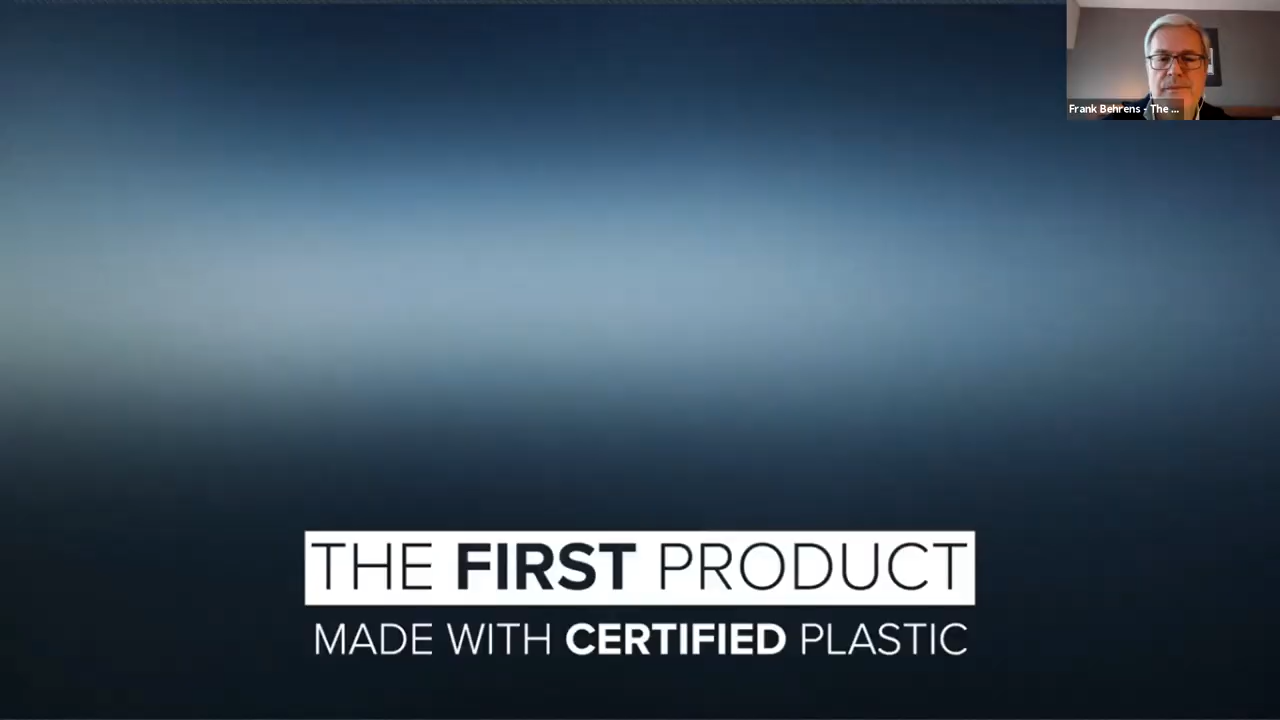 Frank Behrens - The ...
THE FIRST PRODUCT
MADE WITH CERTIFIED PLASTIC